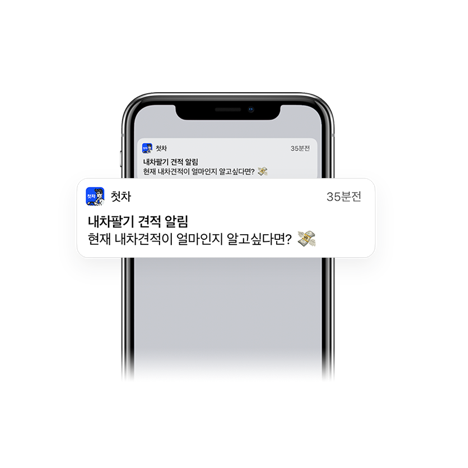 첫차 35분전
내차팔기 견적 알림
현재 내차견적이 얼마인지 알고싶다면? 💸
첫차 35분전
내차팔기 견적 알림
현재 내차견적이 얼마인지 알고싶다면? 💸